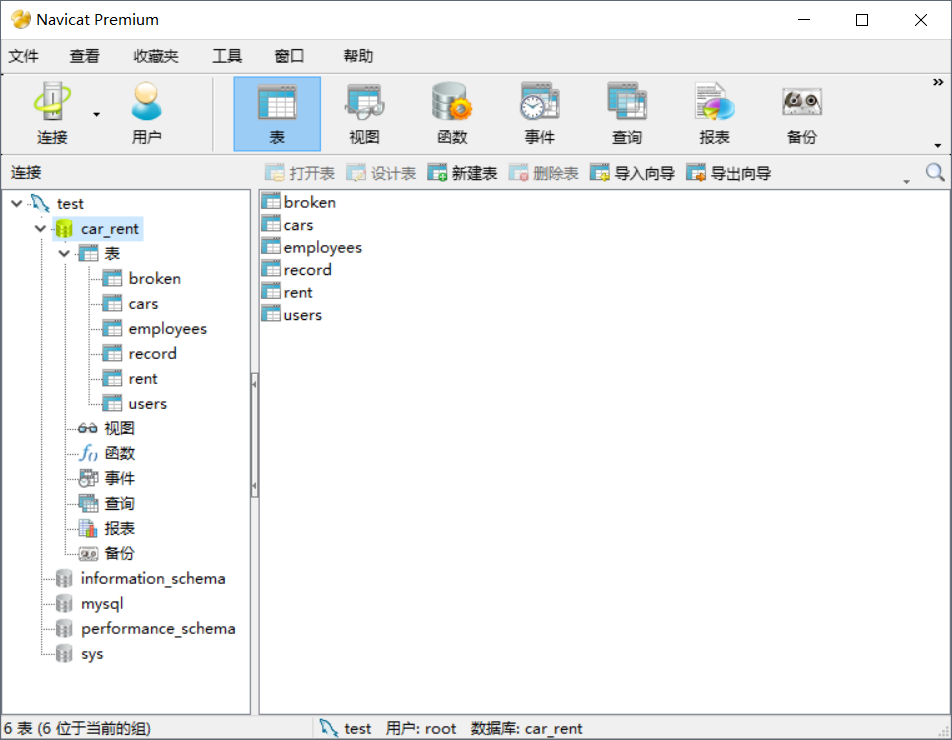 Navicat Premium
文件 查看 收藏夹 工具 窗口 帮助
连接 用户 表 视图 函数 事件 查询 报表 备份
连接 打开表 设计表 新建表 删除表 导入向导 导出向导
test
car_rent
表
broken
cars
employees
record
rent
users
视图
函数
事件
查询
报表
备份
information_schema
mysql
performance_schema
sys
broken
cars
employees
record
rent
users
6 表 (6 位于当前的组) test 用户: root 数据库: car_rent